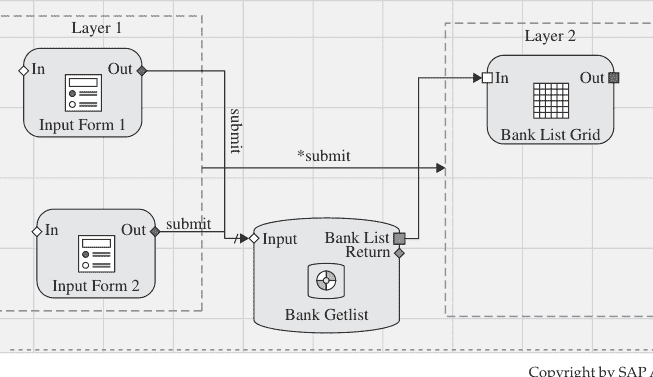 Layer 1
In
Out
Input Form 1
submit
*submit
Layer 2
In
Out
Bank List Grid
In
Out
submit
Input Form 2
Input
Bank List
Return
Bank Getlist
Copyright by SAP